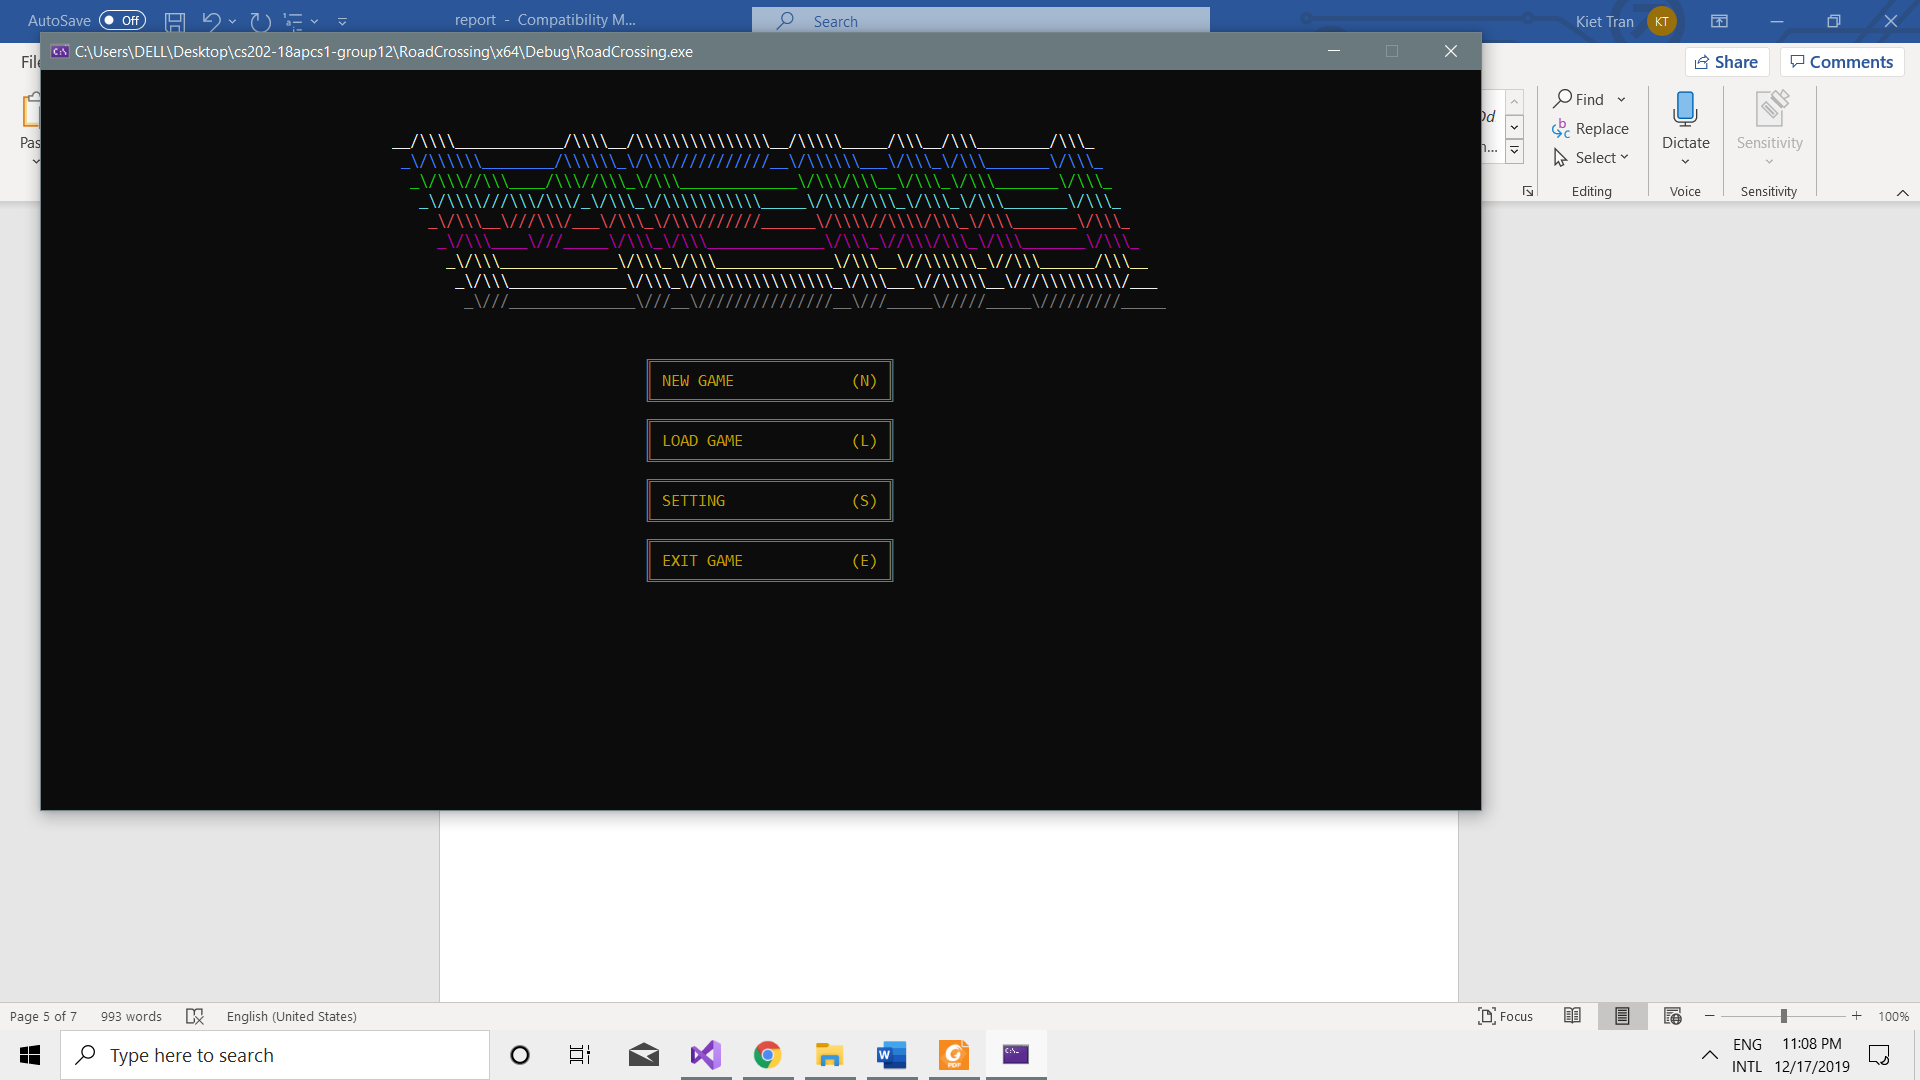 AutoSave Off report - Compatibility M... Search Kiet Tran KT
C:\Users\DELL\Desktop\cs202-18apcs1-group12\RoadCrossing\x64\Debug\RoadCrossing.exe
Share Comments
Find
Replace
Select
Editing
Dictate
Voice
Sensitivity
Sensitivity
MENU
NEW GAME (N)
LOAD GAME (L)
SETTING (S)
EXIT GAME (E)
Page 5 of 7 993 words English (United States) Focus 100%
Type here to search
ENG
INTL
11:08 PM
12/17/2019